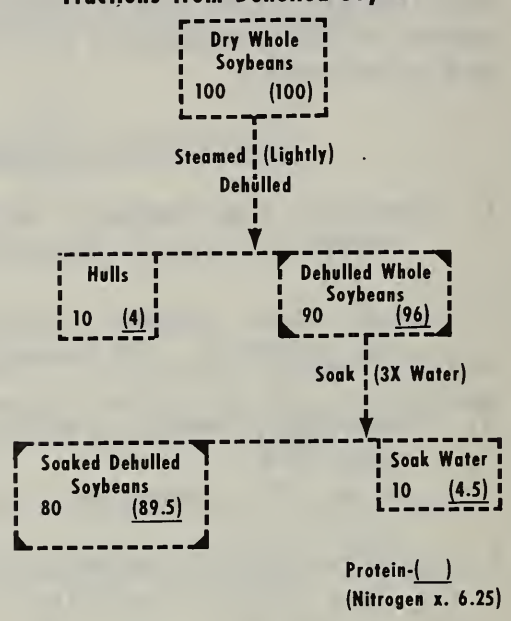 Dry Whole
Soybeans
100 (100)
Steamed (Lightly)
Dehulled
Hulls
10 (4)
Dehulled Whole
Soybeans
90 (96)
Soak (3X Water)
Soaked Dehulled
Soybeans
80 (89.5)
Soak Water
10 (4.5)
Protein-( )
(Nitrogen x. 6.25)